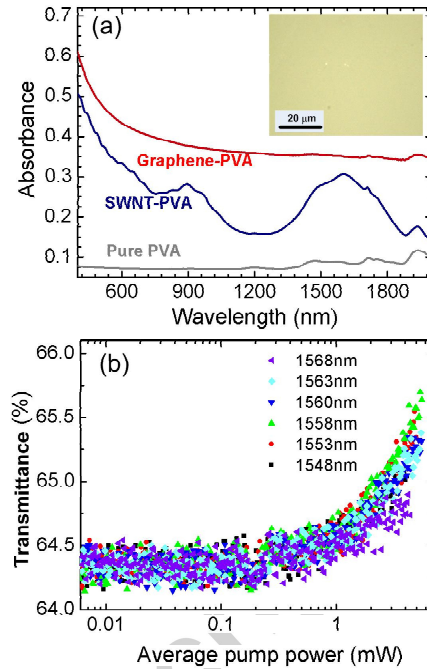 (a)
0.7
0.6
0.5
0.4
0.3
0.2
0.1
Absorbance
20 µm
Graphene-PVA
SWNT-PVA
Pure PVA
600 900 1200 1500 1800
Wavelength (nm)
(b)
66.0
65.5
65.0
64.5
64.0
Transmittance (%)
1568nm
1563nm
1560nm
1558nm
1553nm
1548nm
0.01 0.1 1
Average pump power (mW)